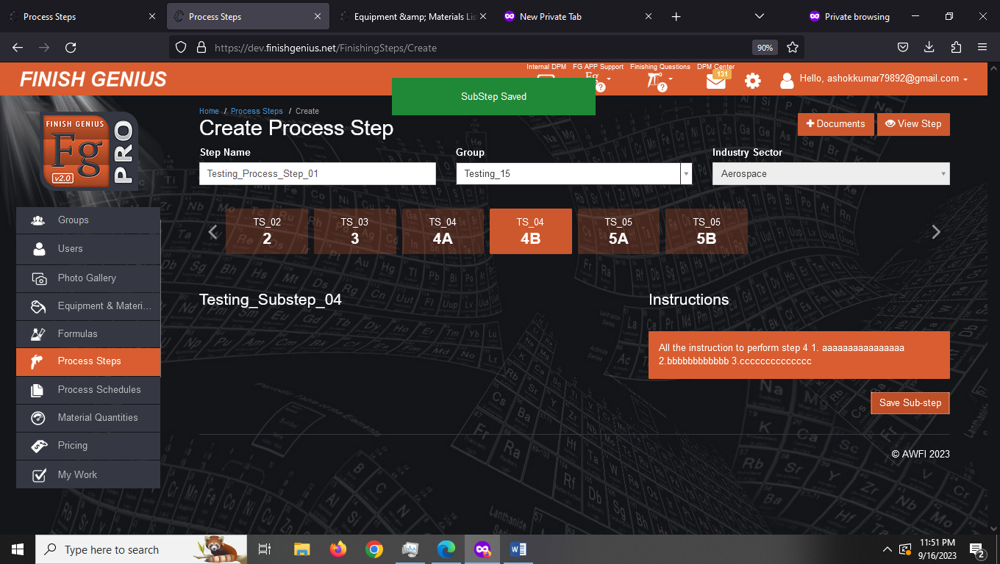 Process Steps
Process Steps
Equipment &amp; Materials Lis
New Private Tab
Private browsing
https://dev.finishgenius.net/FinishingSteps/Create
90%
FINISH GENIUS
Internal DPM
FG APP Support
Finishing Questions
DPM Center
131
Hello, ashokkumar79892@gmail.com
SubStep Saved
FINISH GENIUS
Fg
v2.0
PRO
Home / Process Steps / Create
Create Process Step
Documents
View Step
Step Name
Group
Industry Sector
Testing_Process_Step_01
Testing_15
Aerospace
TS_02
2
TS_03
3
TS_04
4A
TS_04
4B
TS_05
5A
TS_05
5B
Groups
Users
Photo Gallery
Equipment & Materi...
Formulas
Process Steps
Process Schedules
Material Quantities
Pricing
My Work
Testing_Substep_04
Instructions
All the instruction to perform step 4 1. aaaaaaaaaaaaaaaa
2.bbbbbbbbbbbb 3.cccccccccccccc
Save Sub-step
© AWFI 2023
Type here to search
11:51 PM
9/16/2023
2